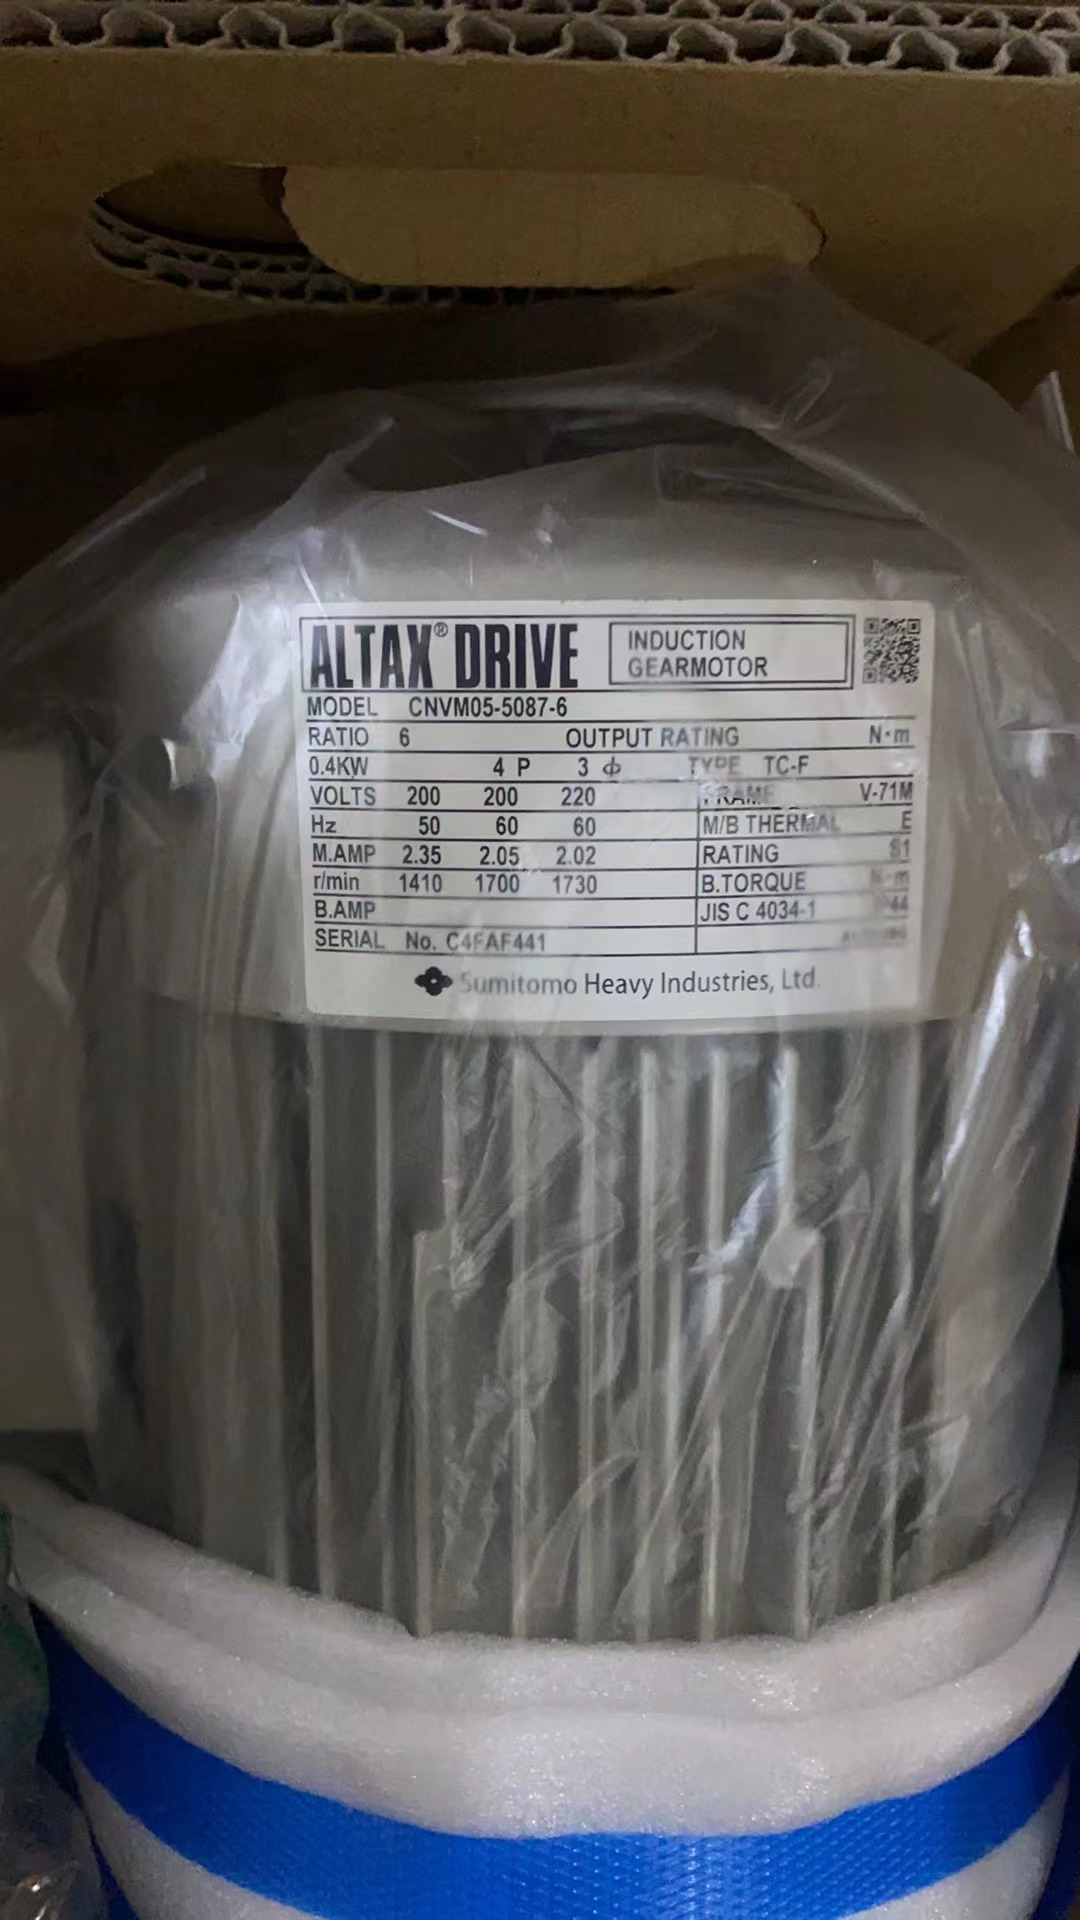 ALTAX® DRIVE INDUCTION GEARMOTOR
MODEL CNVM05-5087-6
RATIO 6 OUTPUT RATING N·m
0.4KW 4 P 3 ϕ TYPE TC-F
VOLTS 200 200 220 FRAME V-71M
Hz 50 60 60 M/B THERMAL E
M.AMP 2.35 2.05 2.02 RATING S1
r/min 1410 1700 1730 B.TORQUE N·m
B.AMP JIS C 4034-1 44
SERIAL No. C4FAF441
Sumitomo Heavy Industries, Ltd.